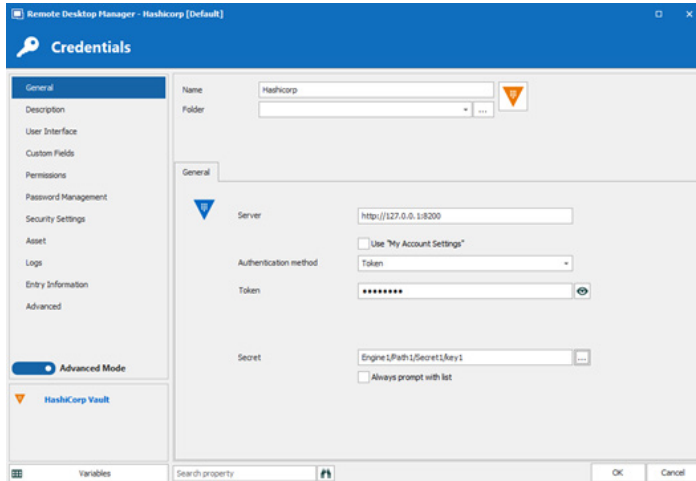 Remote Desktop Manager - Hashicorp [Default]
Credentials
General
Description
User Interface
Custom Fields
Permissions
Password Management
Security Settings
Asset
Logs
Entry Information
Advanced
Advanced Mode
HashiCorp Vault
Variables
Name
Hashicorp
Folder
...
General
Server
http://127.0.0.1:8200
Use "My Account Settings"
Authentication method
Token
Token
••••••••
Secret
Engine1/Path1/Secret1/key1
...
Always prompt with list
Search property
OK
Cancel